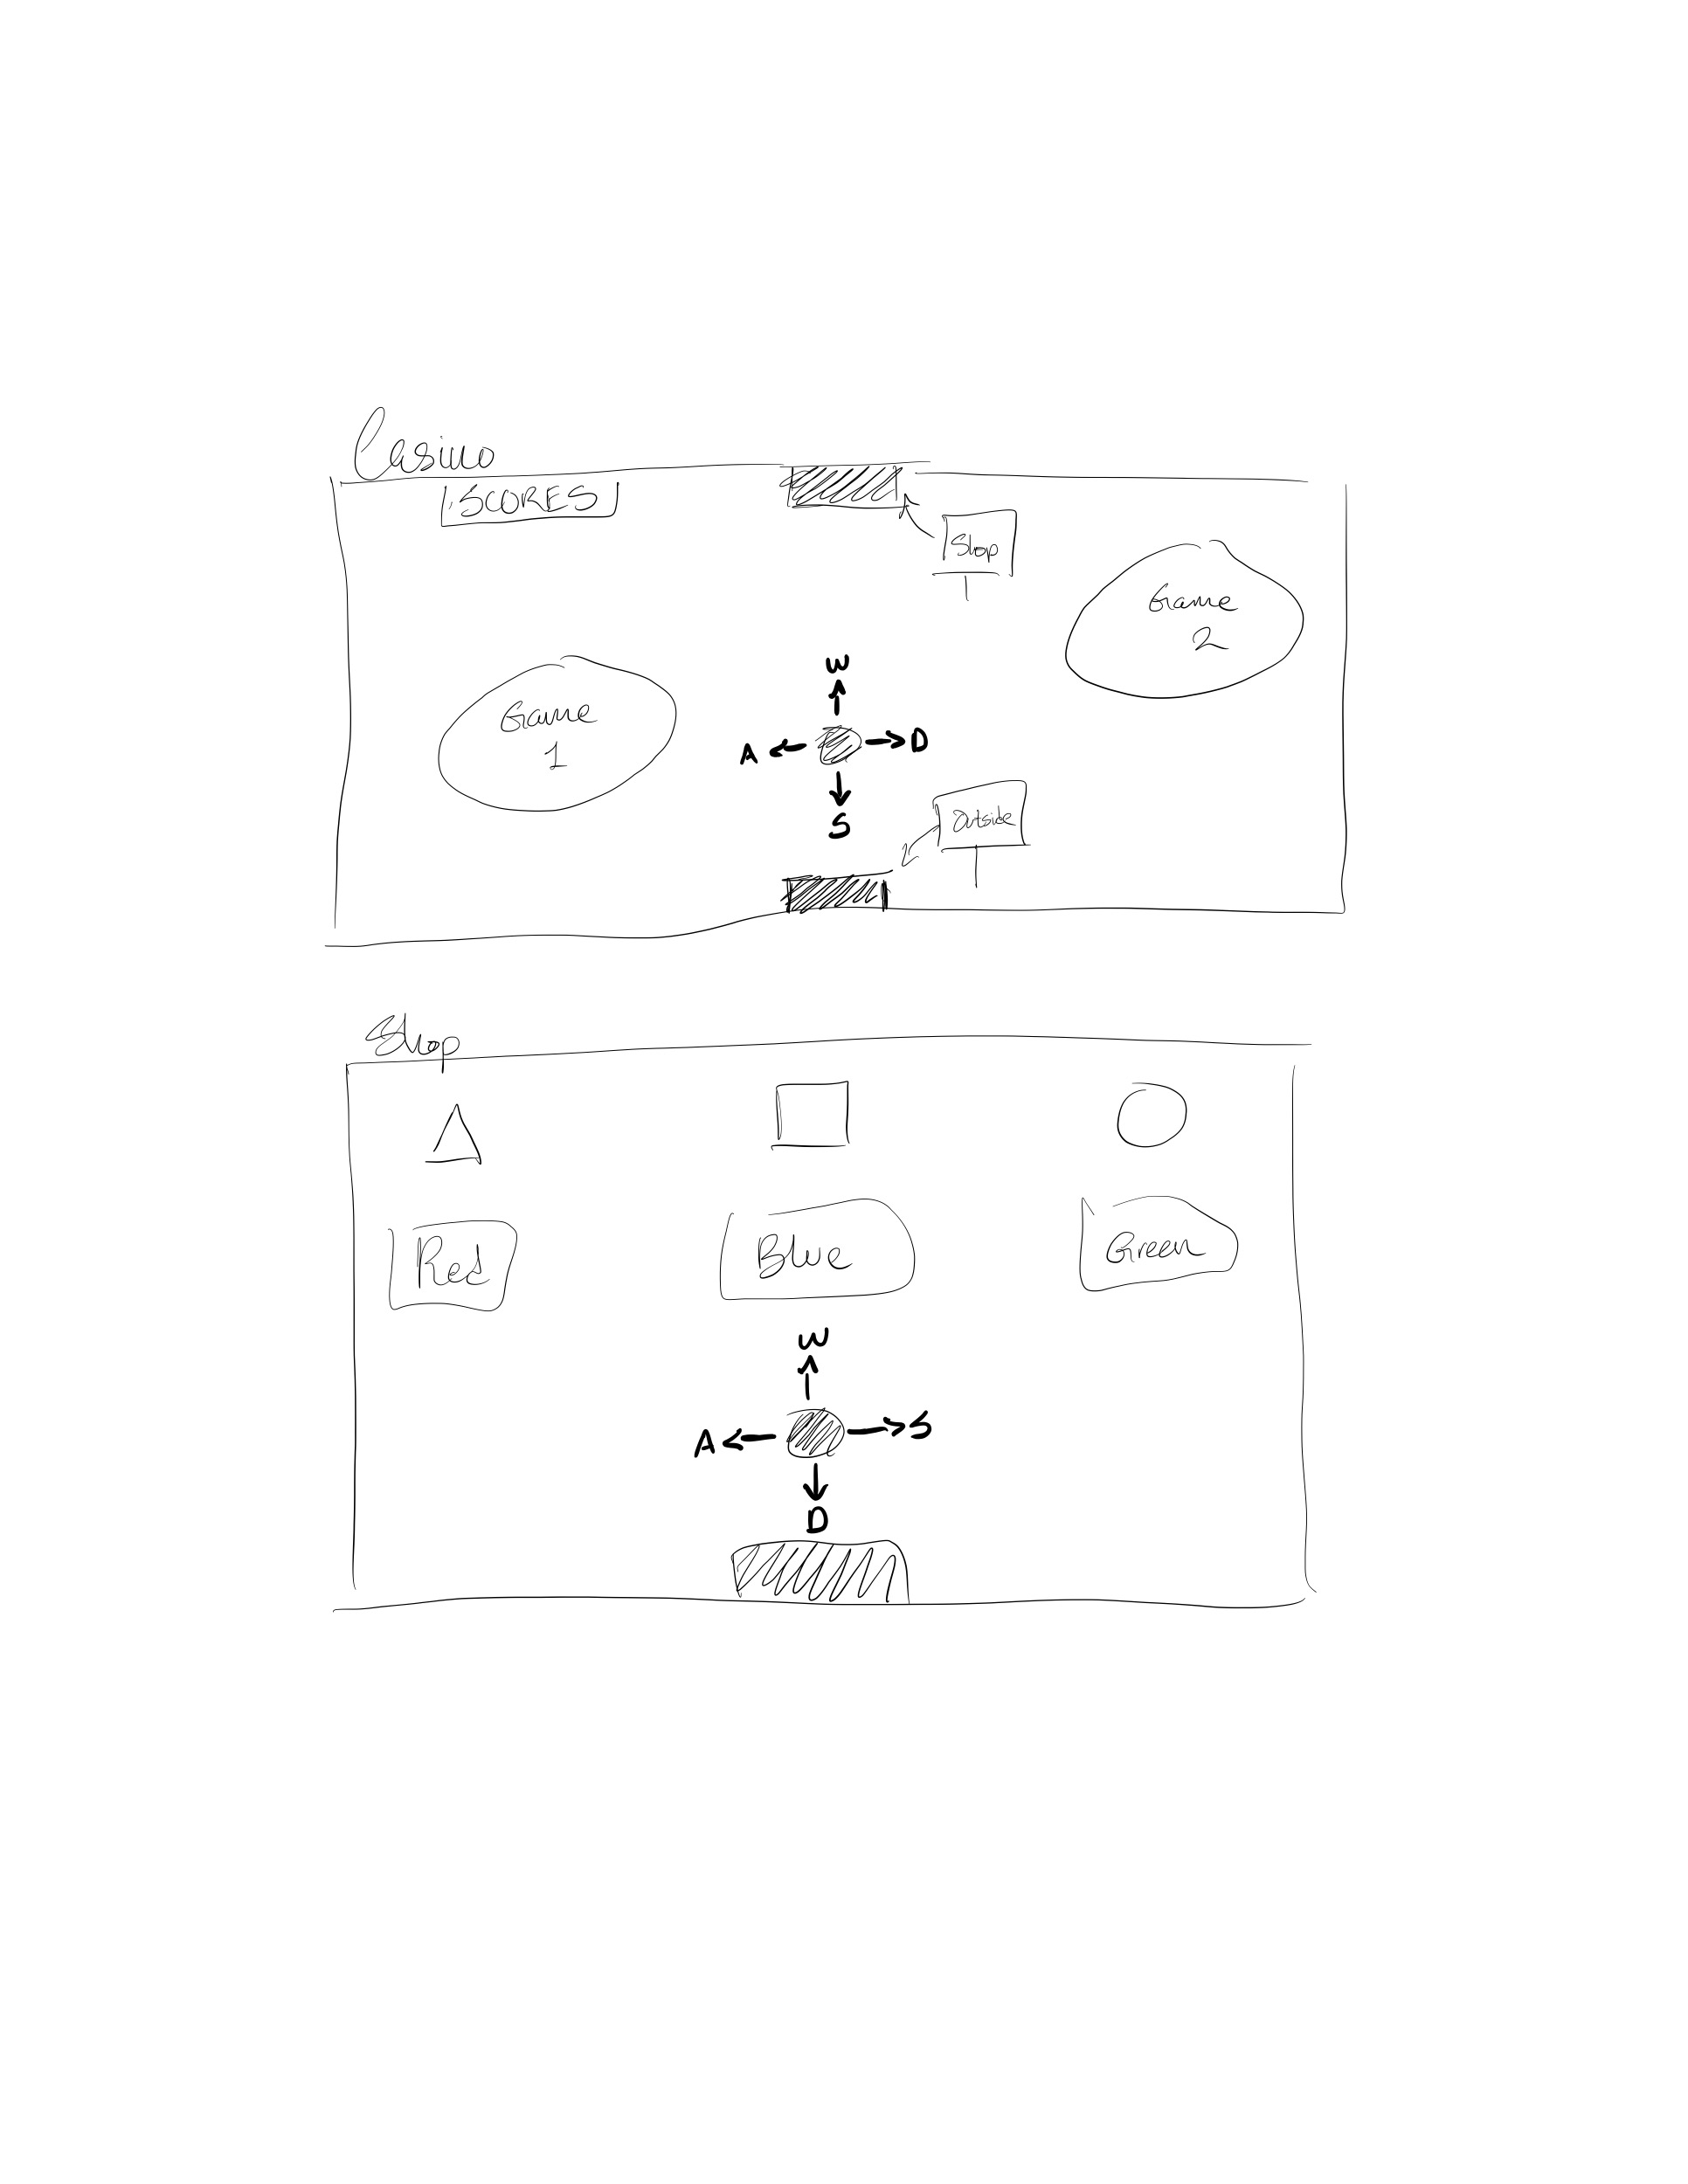 Casino
SCORES
Shop
Game
2
W
Game
1
A
D
S
Outside
Shop
Red
Blue
Green
W
A
S
D